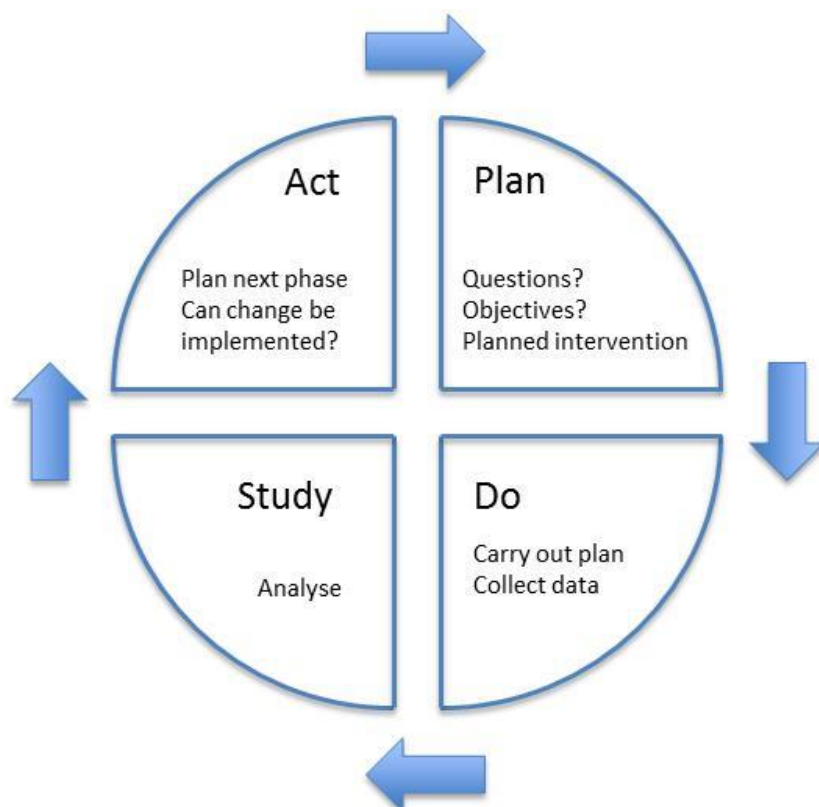 Act
Plan next phase
Can change be
implemented?
Plan
Questions?
Objectives?
Planned intervention
Study
Analyse
Do
Carry out plan
Collect data